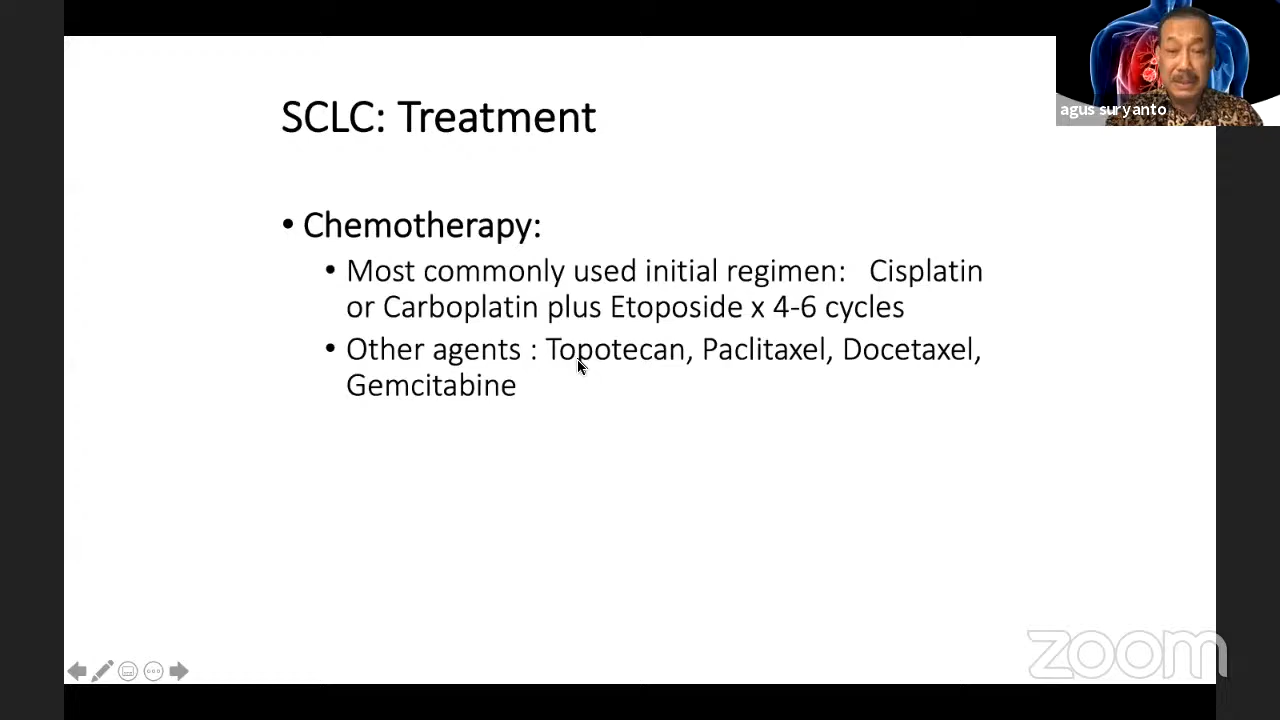 SCLC: Treatment
agus suryanto
• Chemotherapy:
• Most commonly used initial regimen: Cisplatin
or Carboplatin plus Etoposide x 4-6 cycles
• Other agents : Topotecan, Paclitaxel, Docetaxel,
Gemcitabine
zoom